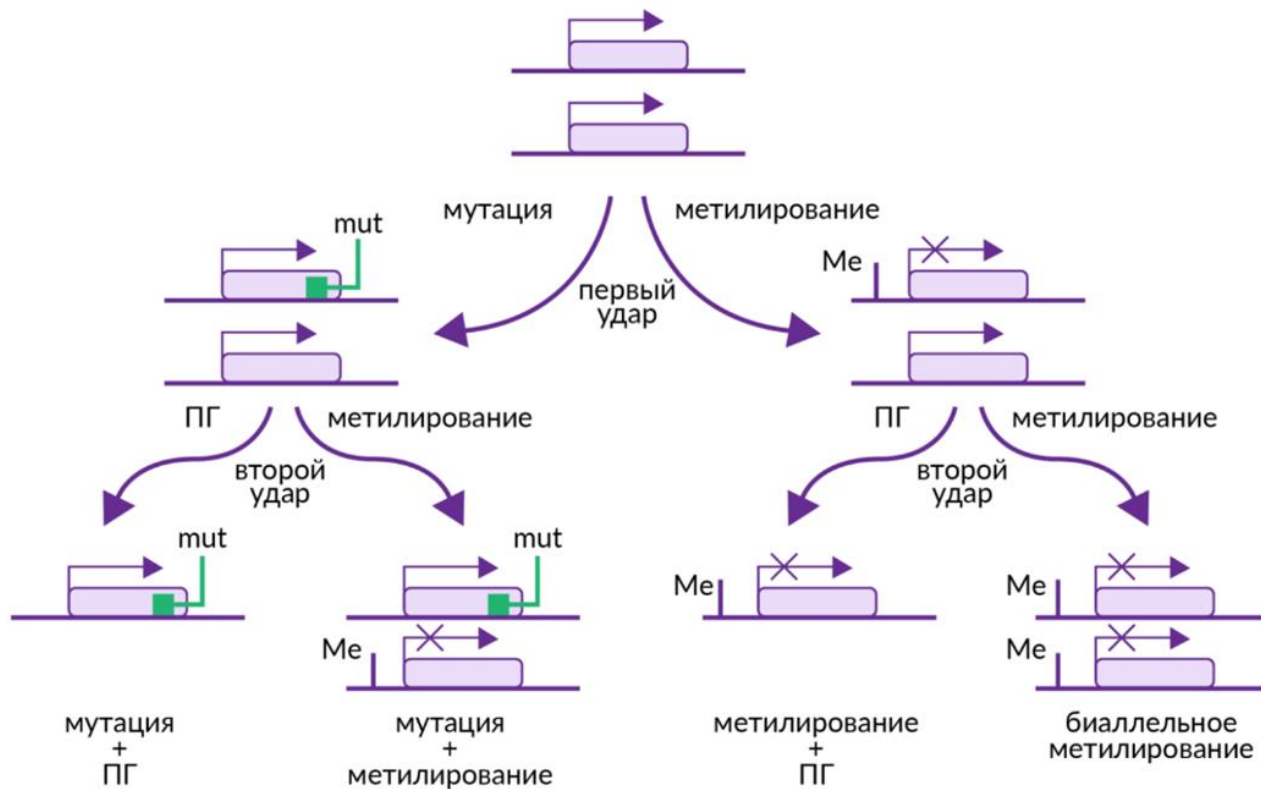 мутация
метилирование
mut
Me
первый
удар
ПГ
метилирование
ПГ
метилирование
второй
удар
второй
удар
mut
mut
Me
Me
Me
Me
мутация
+
ПГ
мутация
+
метилирование
метилирование
+
ПГ
биаллельное
метилирование